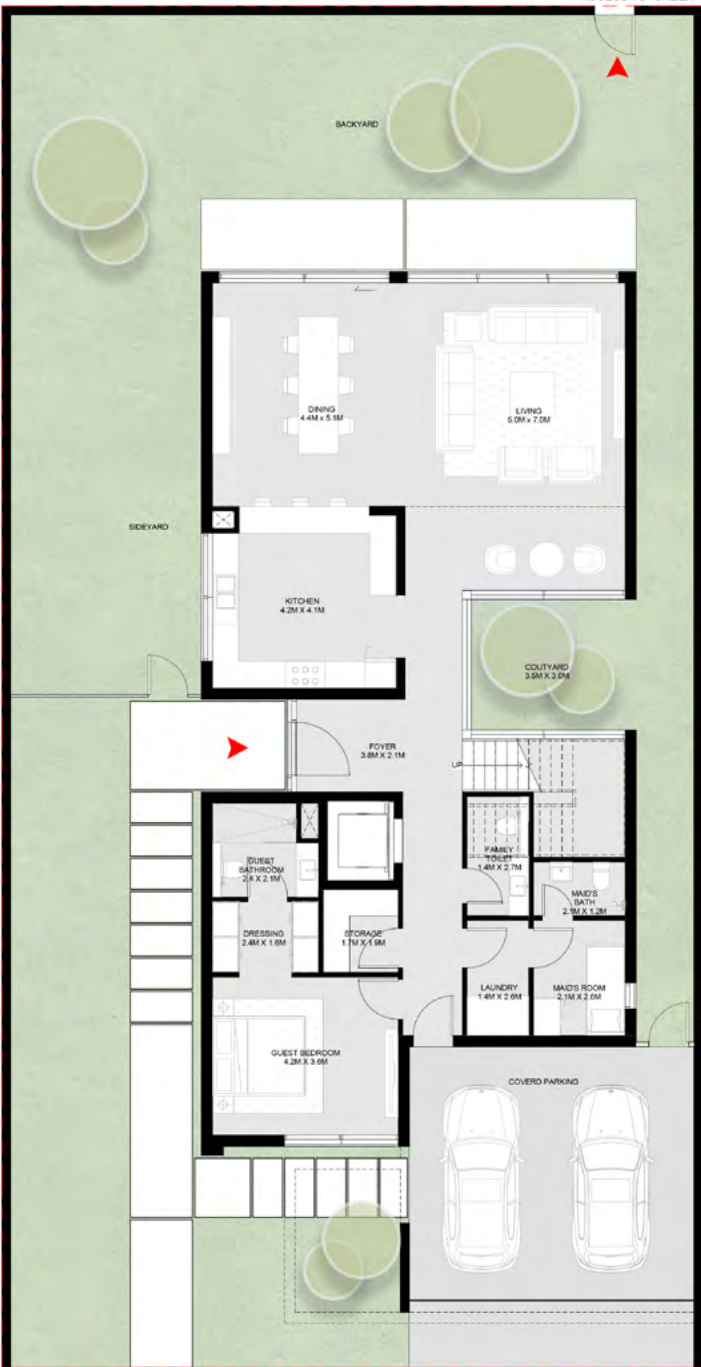 BACKYARD
DINING
4.4M x 5.1M
LIVING
5.0M x 7.0M
SIDEYARD
KITCHEN
4.2M X 4.1M
COUTYARD
3.5M X 3.0M
FOYER
3.8M X 2.1M
UP
GUEST
BATHROOM
2.4 X 2.1M
FAMILY
TOILET
1.4M X 2.7M
MAID'S
BATH
2.1M X 1.2M
DRESSING
2.4M X 1.6M
STORAGE
1.7M X 1.9M
LAUNDRY
1.4M X 2.6M
MAID'S ROOM
2.1M X 2.6M
GUEST BEDROOM
4.2M X 3.6M
COVERD PARKING